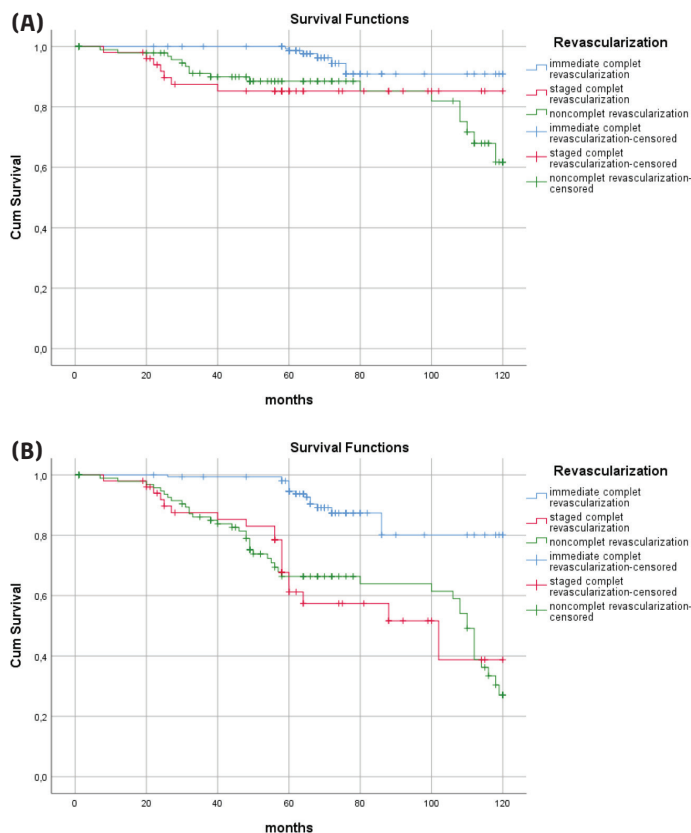 (A)
Survival Functions
Cum Survival
1,0
0,8
0,6
0,4
0,2
0,0
0 20 40 60 80 100 120
months
Revascularization
immediate complet
revascularization
staged complet
revascularization
noncomplet revascularization
immediate complet
revascularization-censored
staged complet
revascularization-censored
noncomplet revascularization-
censored
(B)
Survival Functions
Cum Survival
1,0
0,8
0,6
0,4
0,2
0,0
0 20 40 60 80 100 120
months
Revascularization
immediate complet
revascularization
staged complet
revascularization
noncomplet revascularization
immediate complet
revascularization-censored
staged complet
revascularization-censored
noncomplet revascularization-
censored